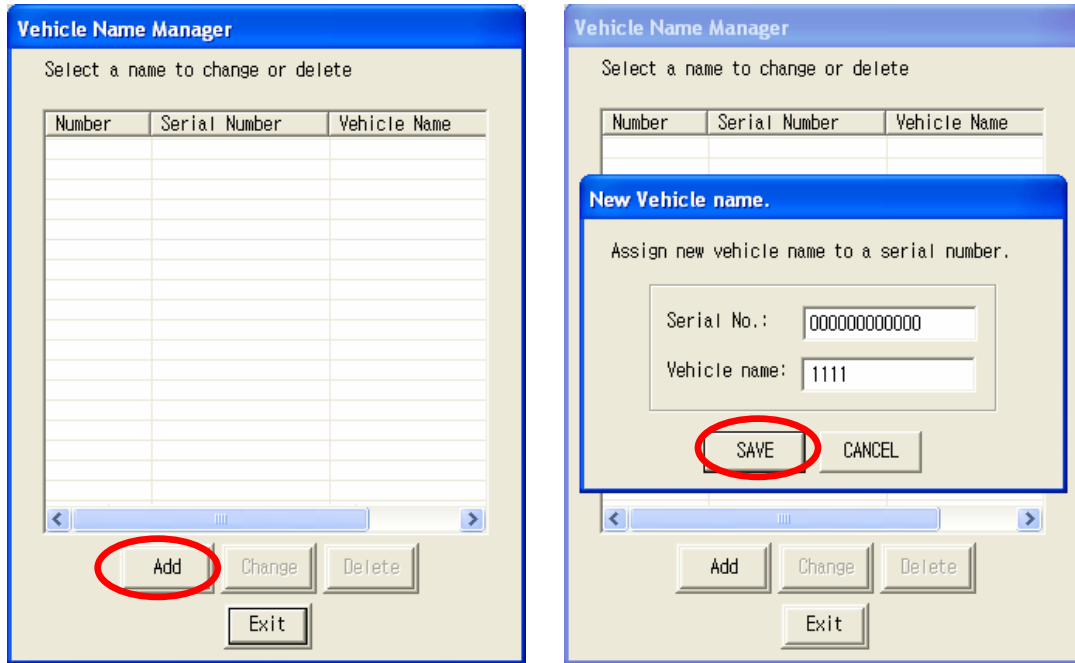 Vehicle Name Manager
Select a name to change or delete
Number Serial Number Vehicle Name
Add Change Delete
Exit
Vehicle Name Manager
Select a name to change or delete
Number Serial Number Vehicle Name
New Vehicle name.
Assign new vehicle name to a serial number.
Serial No.: 000000000000
Vehicle name: 1111
SAVE CANCEL
Add Change Delete
Exit